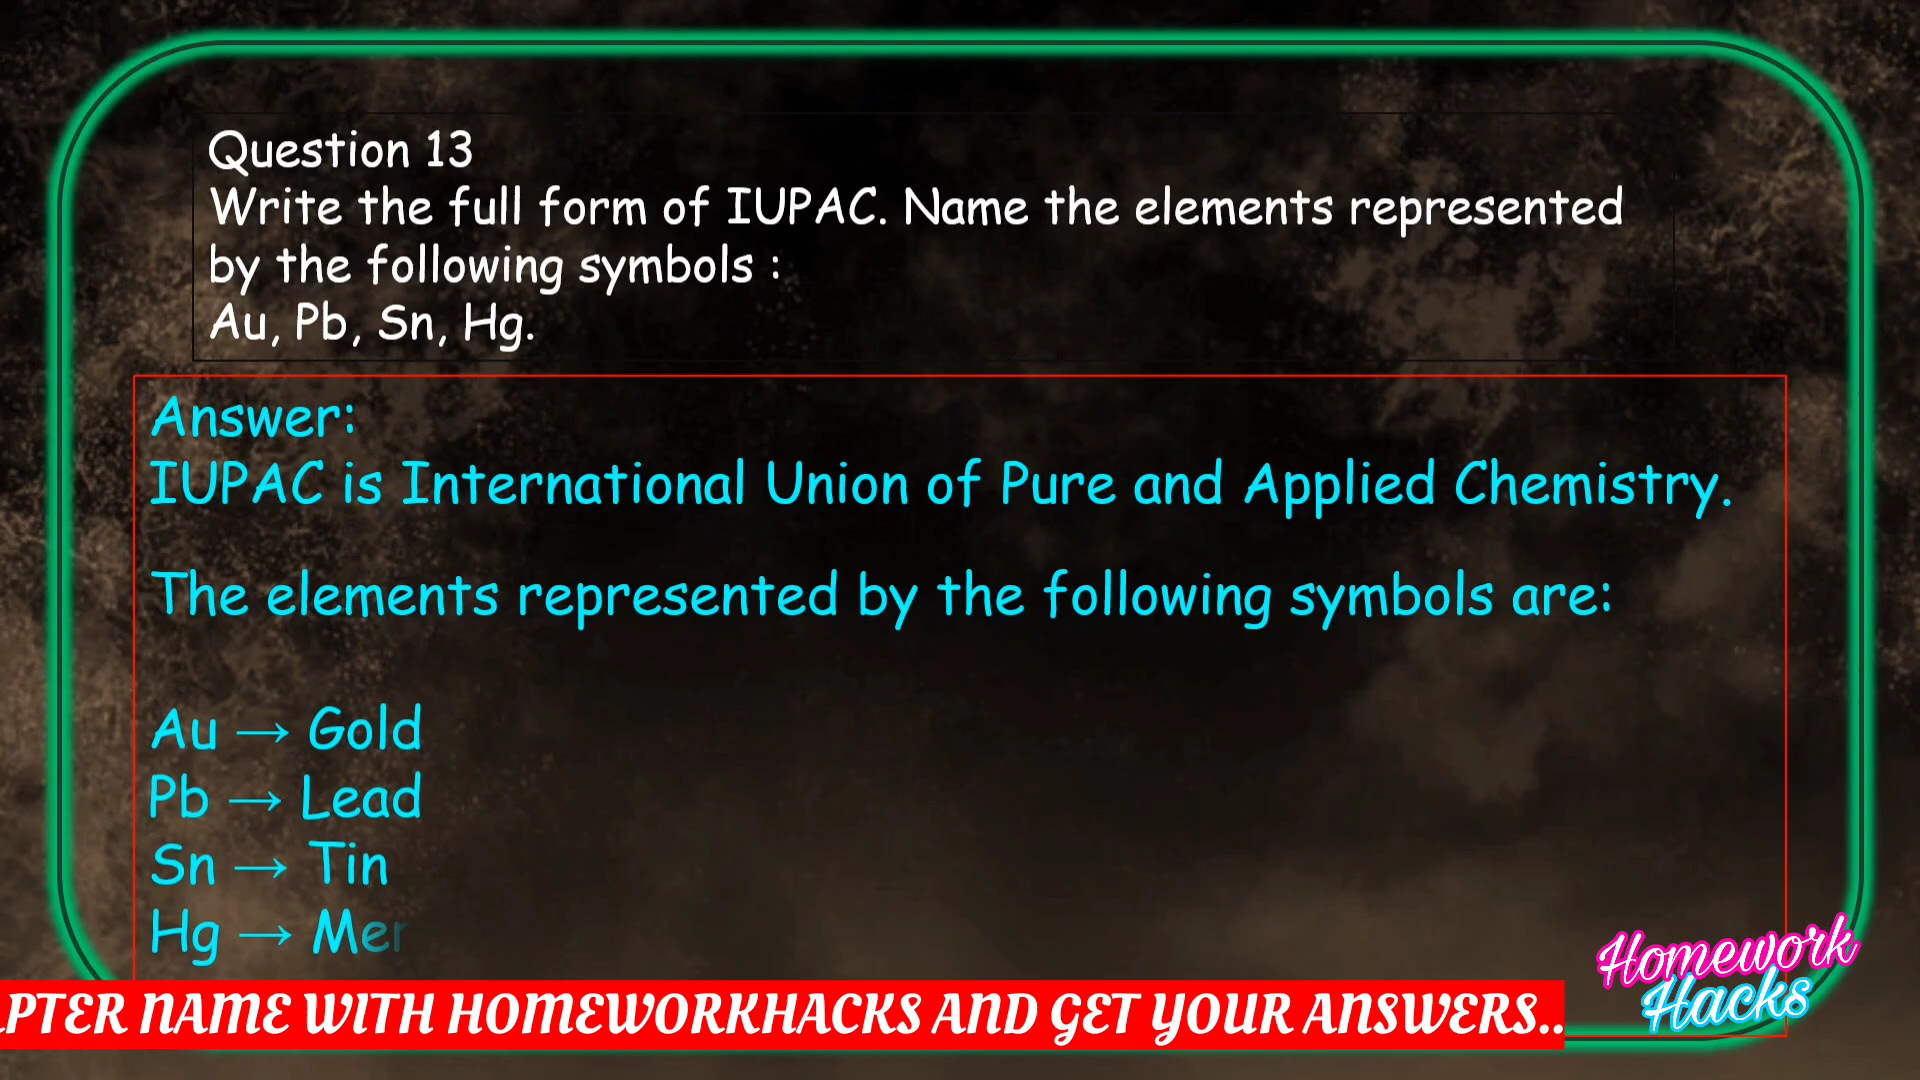 Question 13
Write the full form of IUPAC. Name the elements represented
by the following symbols :
Au, Pb, Sn, Hg.
Answer:
IUPAC is International Union of Pure and Applied Chemistry.
The elements represented by the following symbols are:
Au → Gold
Pb → Lead
Sn → Tin
Hg → Mer
PTER NAME WITH HOMEWORKHACKS AND GET YOUR ANSWERS..
Homework
Hacks